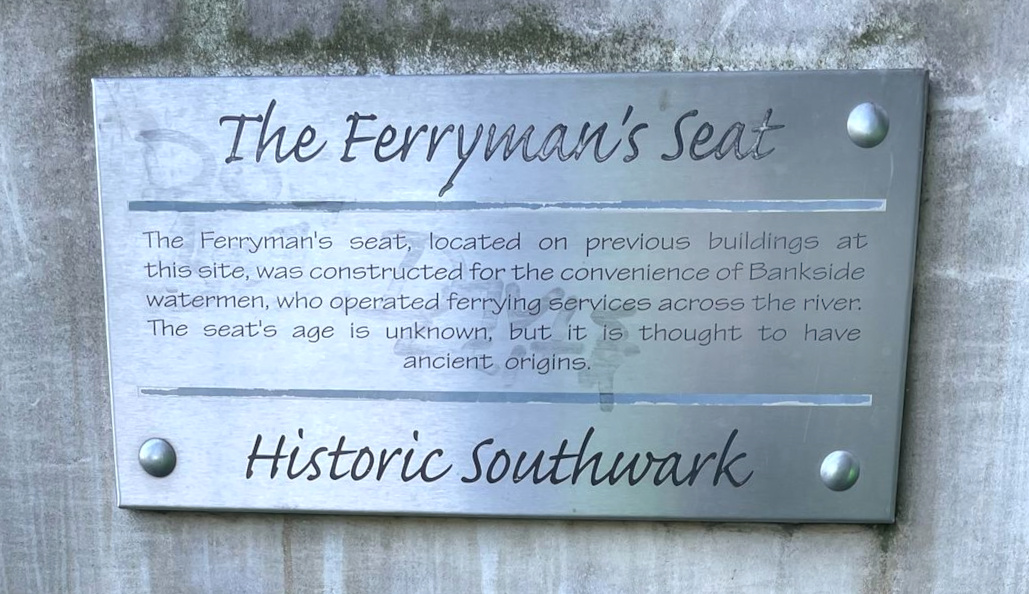 The Ferryman's Seat
The Ferryman's seat, located on previous buildings at
this site, was constructed for the convenience of Bankside
watermen, who operated ferrying services across the river.
The seat's age is unknown, but it is thought to have
ancient origins.
Historic Southwark